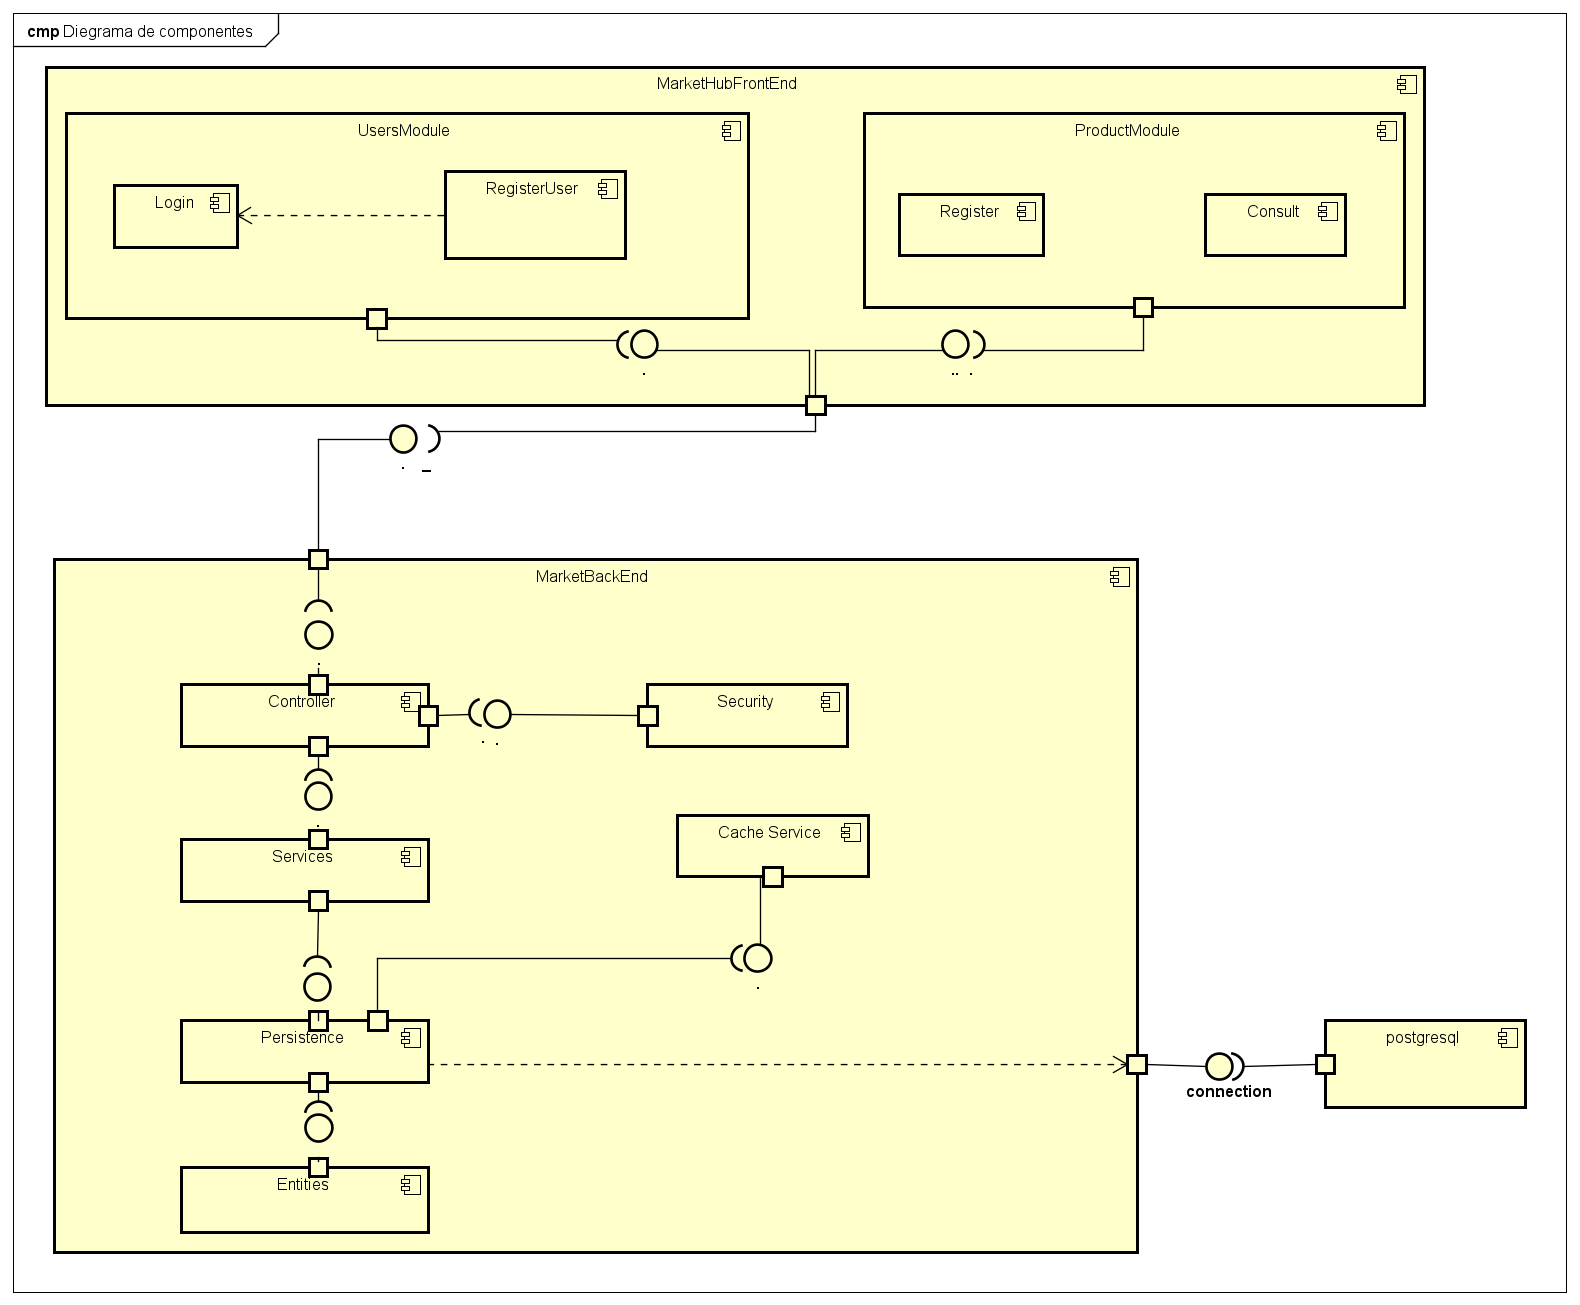 cmp Diegrama de componentes
MarketHubFrontEnd
UsersModule
ProductModule
Login
RegisterUser
Register
Consult
MarketBackEnd
Controller
Security
Cache Service
Services
Persistence
postgresql
connection
Entities